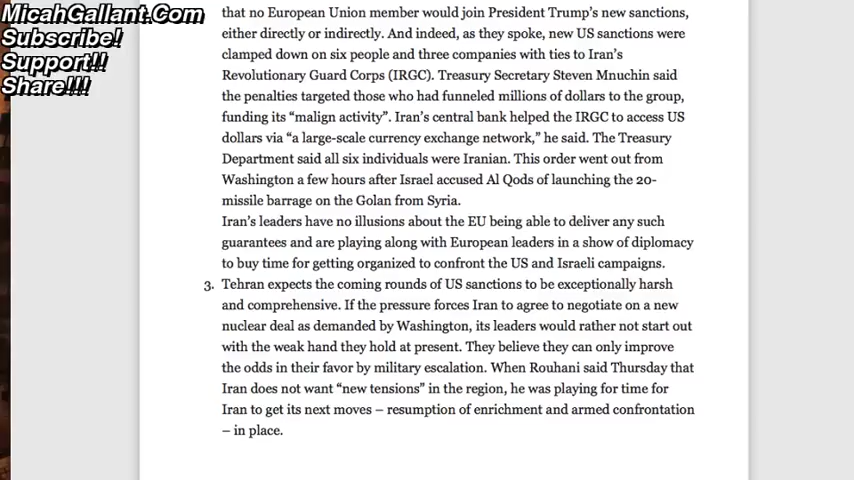 MicahGallant.Com
Subscribe!
Support!!
Share!!!
that no European Union member would join President Trump’s new sanctions,
either directly or indirectly. And indeed, as they spoke, new US sanctions were
clamped down on six people and three companies with ties to Iran’s
Revolutionary Guard Corps (IRGC). Treasury Secretary Steven Mnuchin said
the penalties targeted those who had funneled millions of dollars to the group,
funding its “malign activity”. Iran’s central bank helped the IRGC to access US
dollars via “a large-scale currency exchange network,” he said. The Treasury
Department said all six individuals were Iranian. This order went out from
Washington a few hours after Israel accused Al Qods of launching the 20-
missile barrage on the Golan from Syria.
Iran’s leaders have no illusions about the EU being able to deliver any such
guarantees and are playing along with European leaders in a show of diplomacy
to buy time for getting organized to confront the US and Israeli campaigns.
3. Tehran expects the coming rounds of US sanctions to be exceptionally harsh
and comprehensive. If the pressure forces Iran to agree to negotiate on a new
nuclear deal as demanded by Washington, its leaders would rather not start out
with the weak hand they hold at present. They believe they can only improve
the odds in their favor by military escalation. When Rouhani said Thursday that
Iran does not want “new tensions” in the region, he was playing for time for
Iran to get its next moves – resumption of enrichment and armed confrontation
– in place.